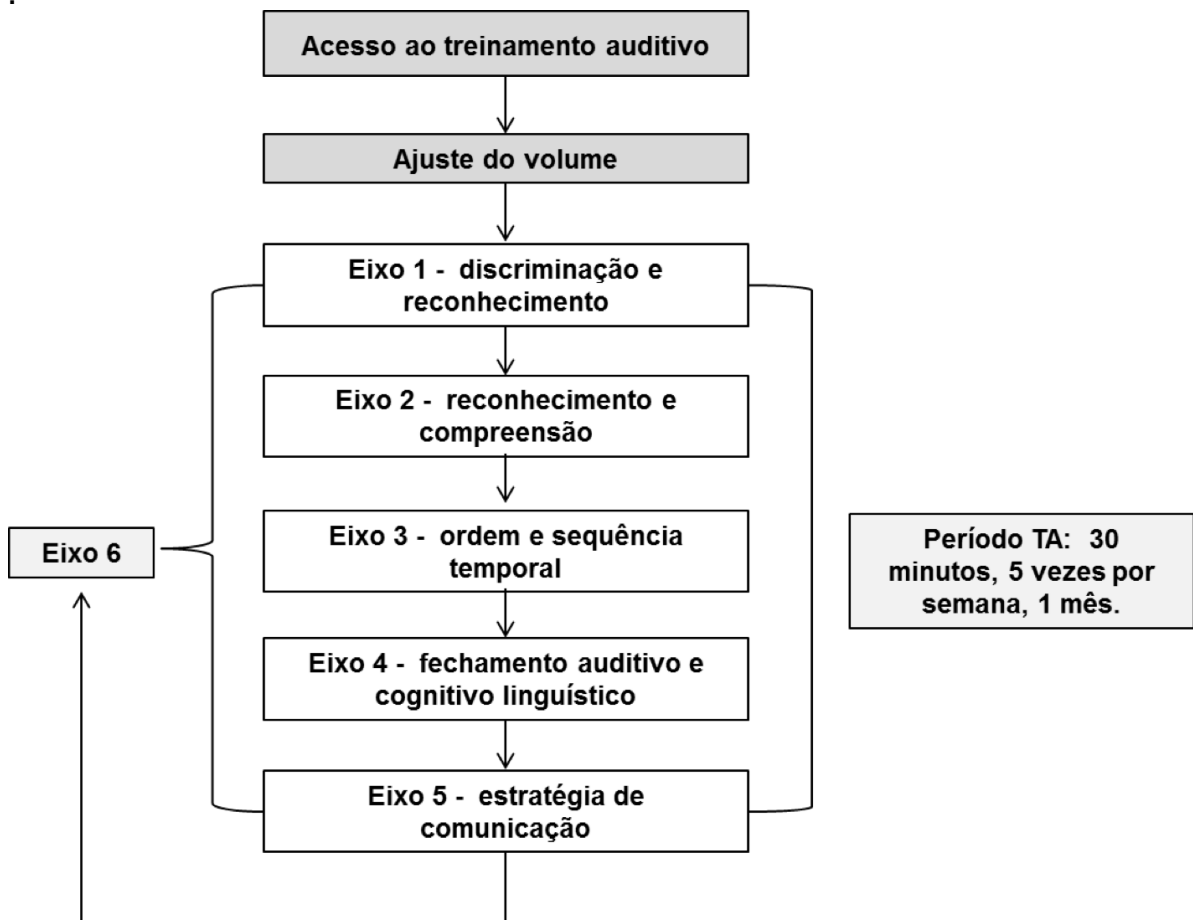 .
Acesso ao treinamento auditivo
Ajuste do volume
Eixo 1 - discriminação e
reconhecimento
Eixo 2 - reconhecimento e
compreensão
Eixo 3 - ordem e sequência
temporal
Eixo 4 - fechamento auditivo e
cognitivo linguístico
Eixo 5 - estratégia de
comunicação
Eixo 6
Período TA: 30
minutos, 5 vezes por
semana, 1 mês.